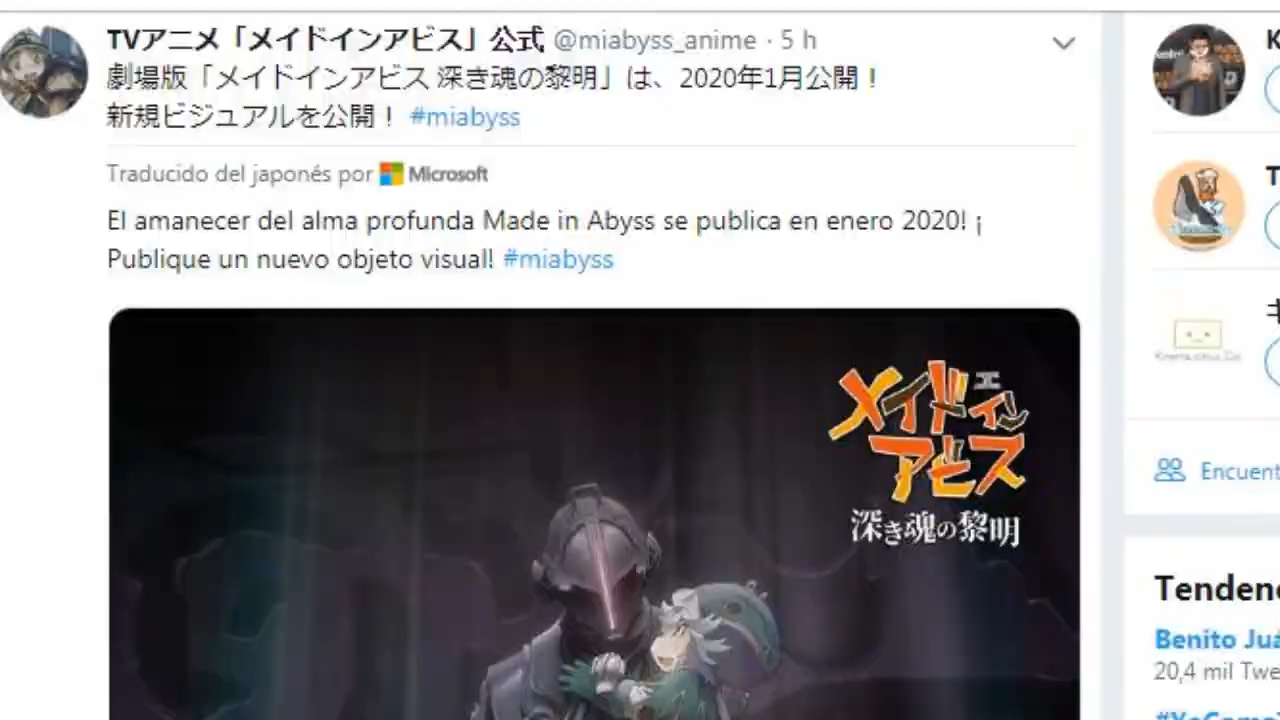 TVアニメ「メイドインアビス」公式 @miabyss_anime · 5 h
劇場版「メイドインアビス 深き魂の黎明」は、2020年1月公開！
新規ビジュアルを公開！ #miabyss
Traducido del japonés por Microsoft
El amanecer del alma profunda Made in Abyss se publica en enero 2020! ¡
Publique un nuevo objeto visual! #miabyss
メイドイン
アビス
深き魂の黎明
K
T
キ
Encuent
Tendenc
Benito Juá
20,4 mil Twe